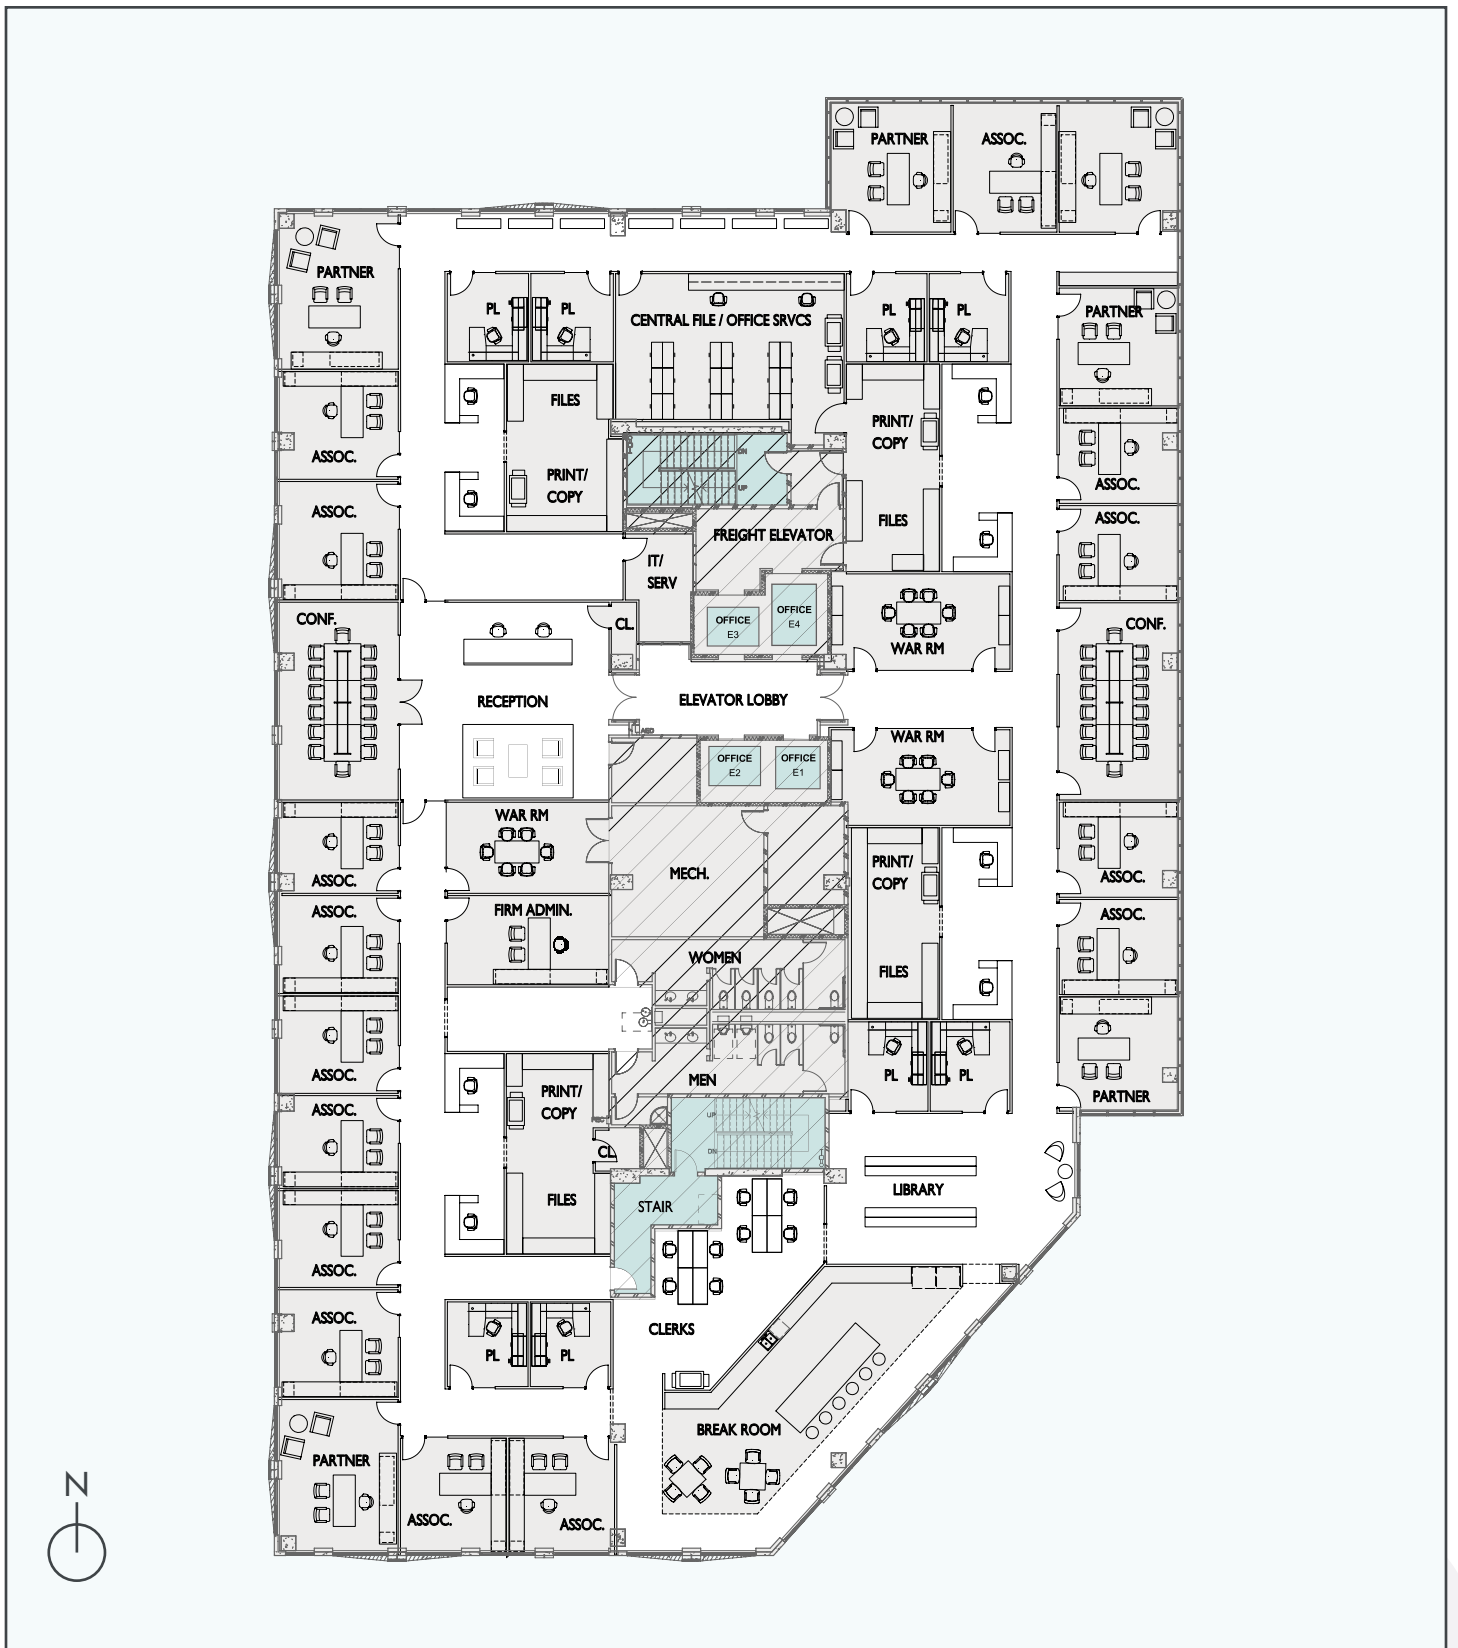 PARTNER
ASSOC.
PARTNER
PARTNER
PL
PL
CENTRAL FILE / OFFICE SRVCS
PL
PL
FILES
PRINT/
COPY
PRINT/
COPY
FILES
ASSOC.
ASSOC.
ASSOC.
ASSOC.
DN
UP
FREIGHT ELEVATOR
IT/
SERV
OFFICE
E3
OFFICE
E4
CONF.
CL.
WAR RM
CONF.
RECEPTION
ELEVATOR LOBBY
AED
WAR RM
OFFICE
E2
OFFICE
E1
WAR RM
ASSOC.
MECH.
PRINT/
COPY
ASSOC.
ASSOC.
FIRM ADMIN.
ASSOC.
WOMEN
FILES
ASSOC.
MEN
PL
PL
PARTNER
PRINT/
COPY
ASSOC.
UP
DN
CL
FILES
STAIR
LIBRARY
ASSOC.
ASSOC.
CLERKS
PL
PL
BREAK ROOM
PARTNER
ASSOC.
ASSOC.
N